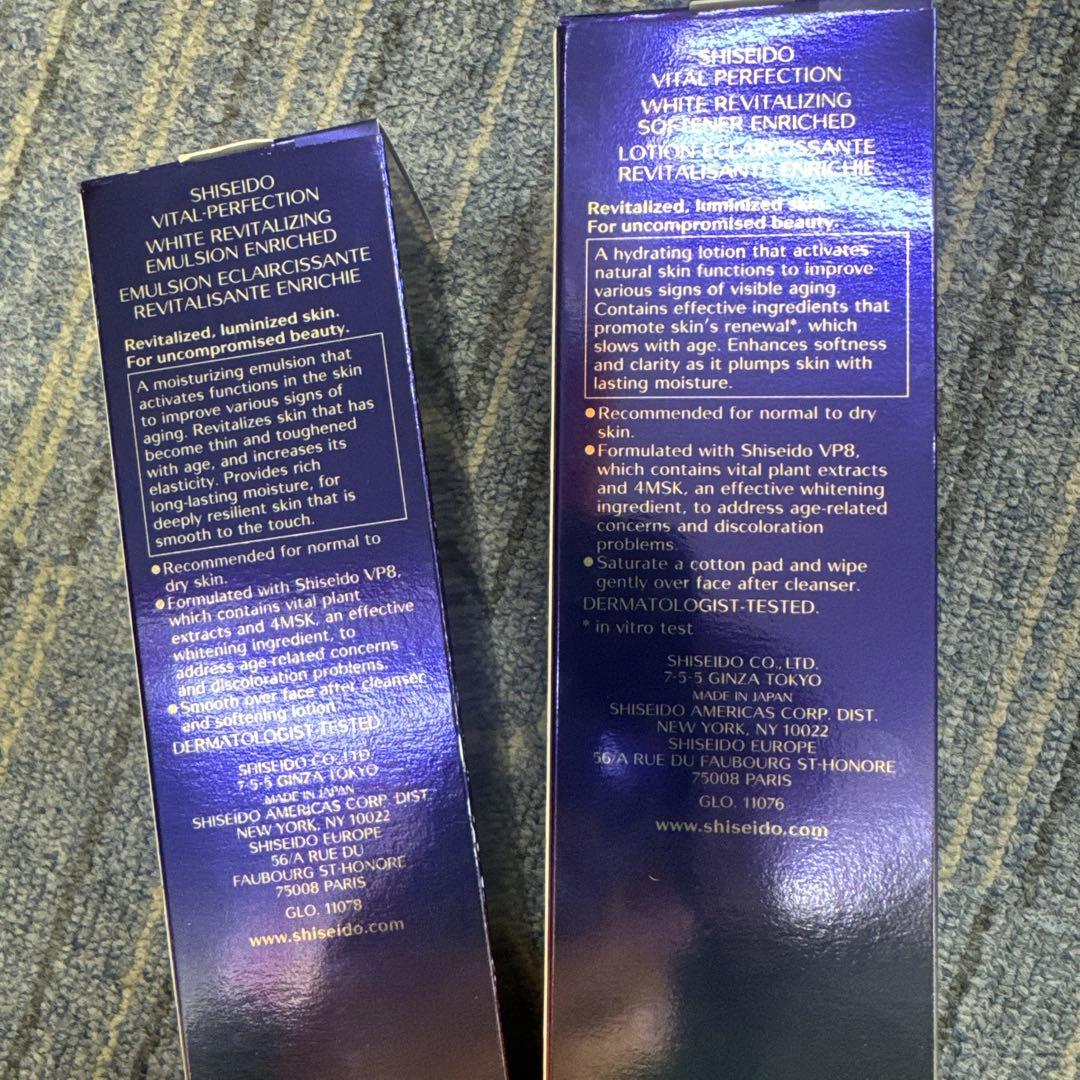 SHISEIDO
VITAL-PERFECTION
WHITE REVITALIZING
EMULSION ENRICHED
EMULSION ECLAIRCISSANTE
REVITALISANTE ENRICHIE
Revitalized, luminized skin.
For uncompromised beauty.
A moisturizing emulsion that
activates functions in the skin
to improve various signs of
aging. Revitalizes skin that has
become thin and toughened
with age, and increases its
elasticity. Provides rich
long-lasting moisture, for
deeply resilient skin that is
smooth to the touch.
●Recommended for normal to
dry skin.
●Formulated with Shiseido VP8,
which contains vital plant
extracts and 4MSK, an effective
whitening ingredient, to
address age-related concerns
and discoloration problems.
●Smooth over face after cleanser
and softening lotion.
DERMATOLOGIST-TESTED.
SHISEIDO CO., LTD.
7-5-5 GINZA TOKYO
MADE IN JAPAN
SHISEIDO AMERICAS CORP. DIST.
NEW YORK, NY 10022
SHISEIDO EUROPE
56/A RUE DU
FAUBOURG ST-HONORE
75008 PARIS
GLO. 11078
www.shiseido.com
SHISEIDO
VITAL-PERFECTION
WHITE REVITALIZING
SOFTENER ENRICHED
LOTION ECLAIRCISSANTE
REVITALISANTE ENRICHIE
Revitalized, luminized skin.
For uncompromised beauty.
A hydrating lotion that activates
natural skin functions to improve
various signs of visible aging.
Contains effective ingredients that
promote skin's renewal*, which
slows with age. Enhances softness
and clarity as it plumps skin with
lasting moisture.
●Recommended for normal to dry
skin.
●Formulated with Shiseido VP8,
which contains vital plant extracts
and 4MSK, an effective whitening
ingredient, to address age-related
concerns and discoloration
problems.
●Saturate a cotton pad and wipe
gently over face after cleanser.
DERMATOLOGIST-TESTED.
* in vitro test
SHISEIDO CO., LTD.
7-5-5 GINZA TOKYO
MADE IN JAPAN
SHISEIDO AMERICAS CORP. DIST.
NEW YORK, NY 10022
SHISEIDO EUROPE
56/A RUE DU FAUBOURG ST-HONORE
75008 PARIS
GLO. 11076
www.shiseido.com